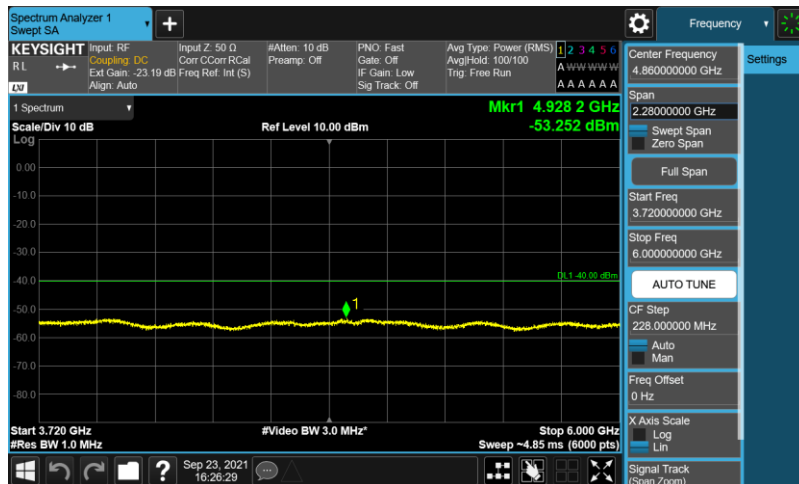 Spectrum Analyzer 1
Swept SA
+
Frequency
KEYSIGHT
RL
LXI
Input: RF
Coupling: DC
Ext Gain: -23.19 dB
Align: Auto
Input Z: 50 Ω
Corr CCorr RCal
Freq Ref: Int (S)
#Atten: 10 dB
Preamp: Off
PNO: Fast
Gate: Off
IF Gain: Low
Sig Track: Off
Avg Type: Power (RMS)
Avg|Hold: 100/100
Trig: Free Run
1 2 3 4 5 6
A W W W W W
A A A A A A
1 Spectrum
Scale/Div 10 dB
Log
Ref Level 10.00 dBm
Mkr1 4.928 2 GHz
-53.252 dBm
0.00
-10.0
-20.0
-30.0
-40.0
-50.0
-60.0
-70.0
-80.0
DL1 -40.00 dBm
1
Start 3.720 GHz
#Res BW 1.0 MHz
#Video BW 3.0 MHz*
Stop 6.000 GHz
Sweep ~4.85 ms (6000 pts)
?
Sep 23, 2021
16:26:29
Center Frequency
4.860000000 GHz
Span
2.28000000 GHz
Swept Span
Zero Span
Full Span
Start Freq
3.720000000 GHz
Stop Freq
6.000000000 GHz
AUTO TUNE
CF Step
228.000000 MHz
Auto
Man
Freq Offset
0 Hz
X Axis Scale
Log
Lin
Signal Track
(Span Zoom)
Settings